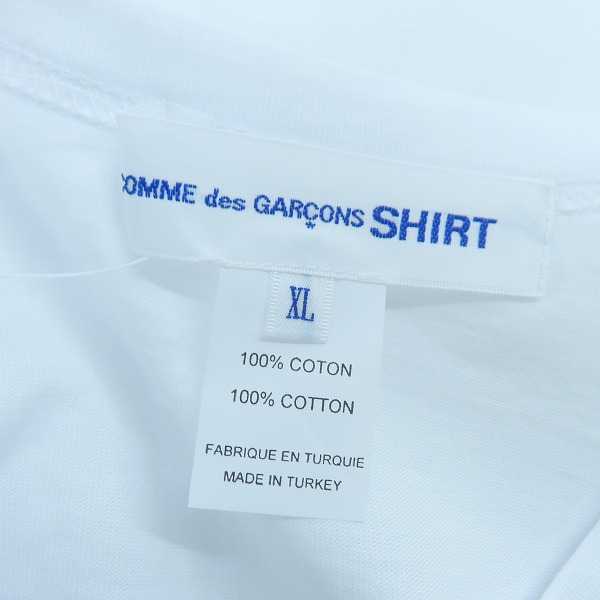 COMME des GARÇONS SHIRT
XL
100% COTON
100% COTTON
FABRIQUE EN TURQUIE
MADE IN TURKEY